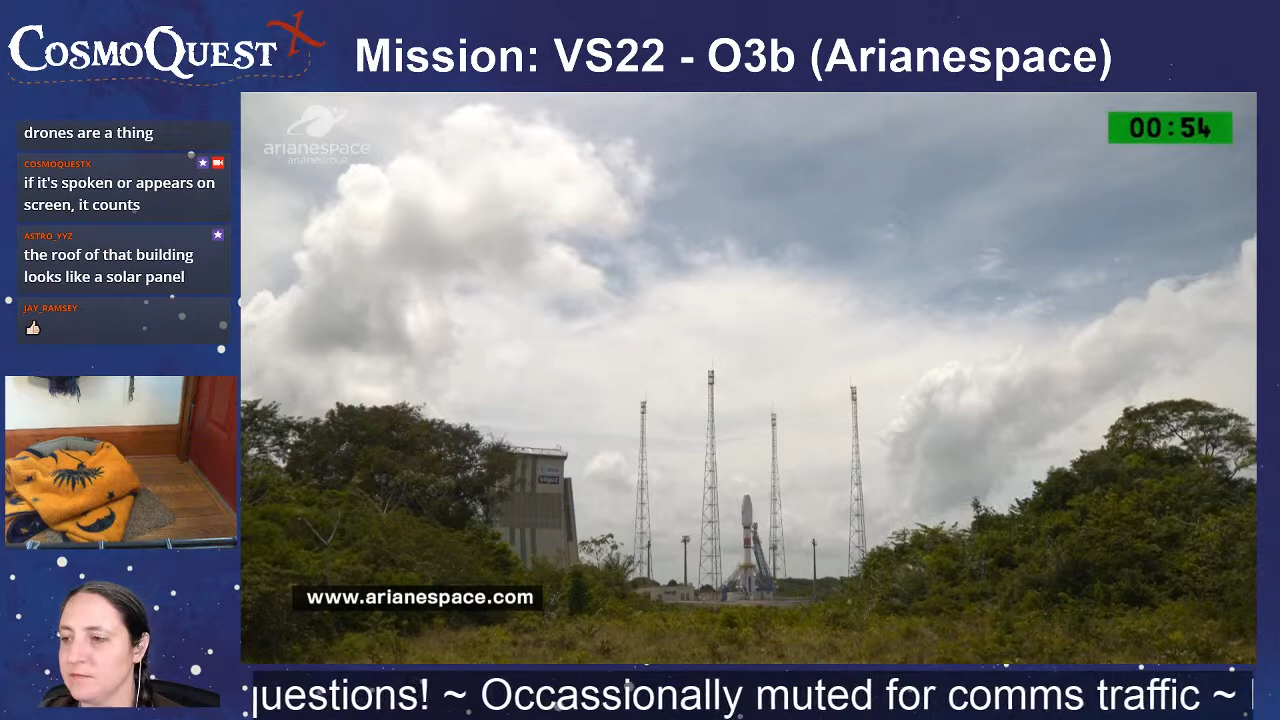 COSMOQUEST X
Mission: VS22 - O3b (Arianespace)
drones are a thing
COSMOQUESTX
if it's spoken or appears on
screen, it counts
ASTRO_YYZ
the roof of that building
looks like a solar panel
JAY_RAMSEY
arianespace
arianegroup
00:54
www.arianespace.com
questions! ~ Occassionally muted for comms traffic ~